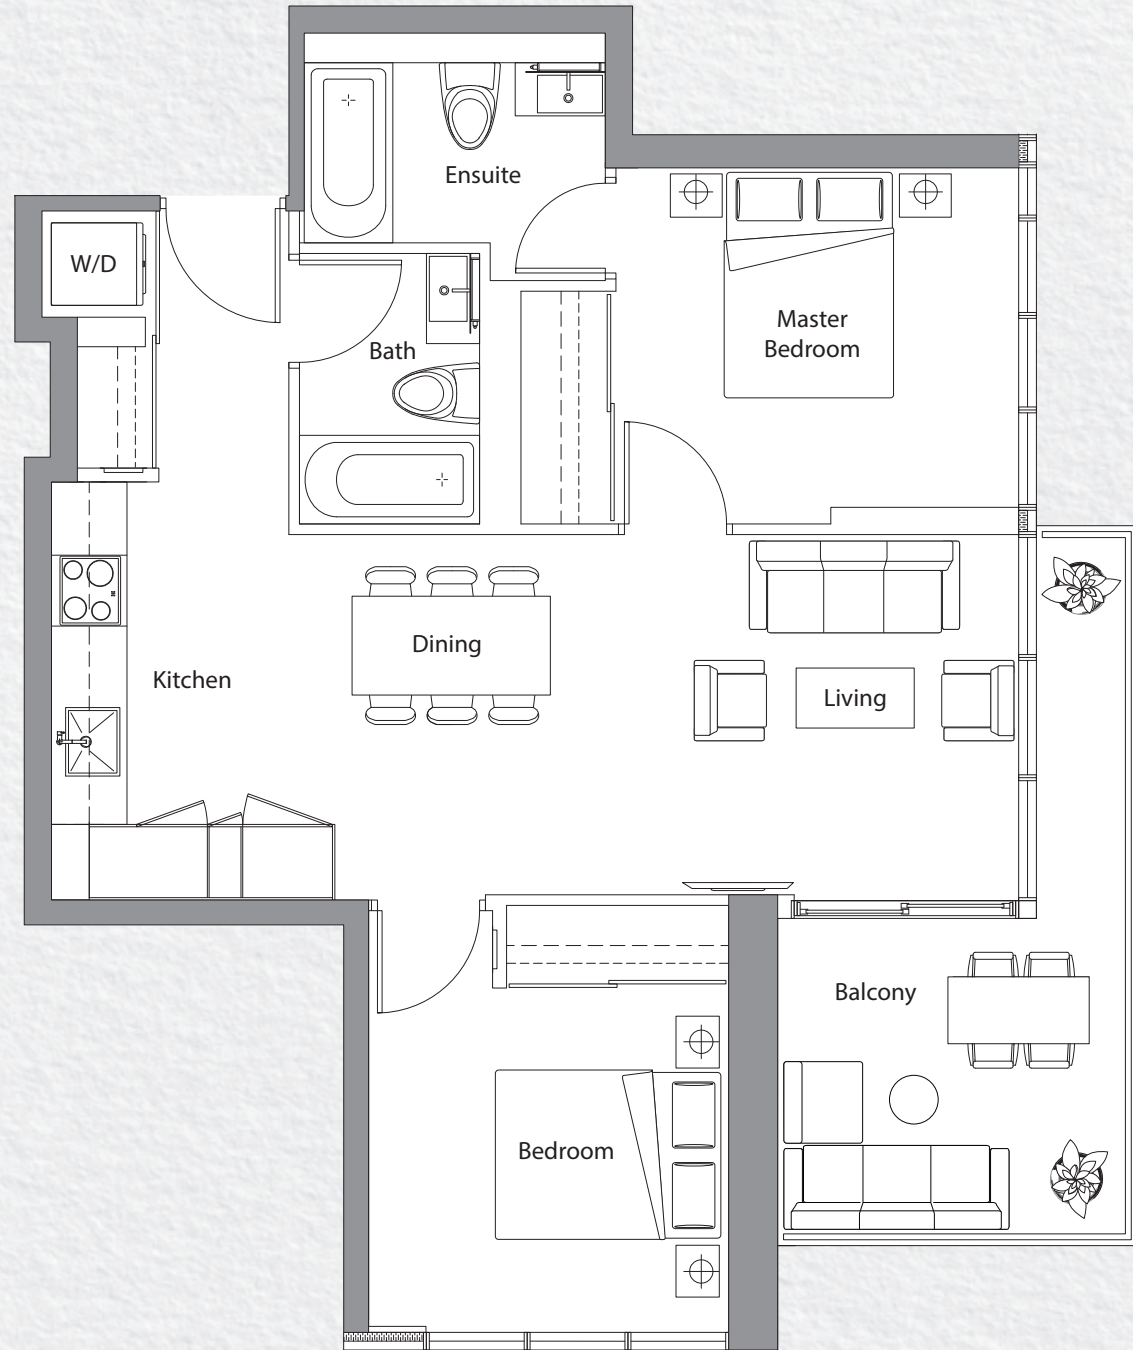 Ensuite
W/D
Master
Bedroom
Bath
Dining
Kitchen
Living
Balcony
Bedroom